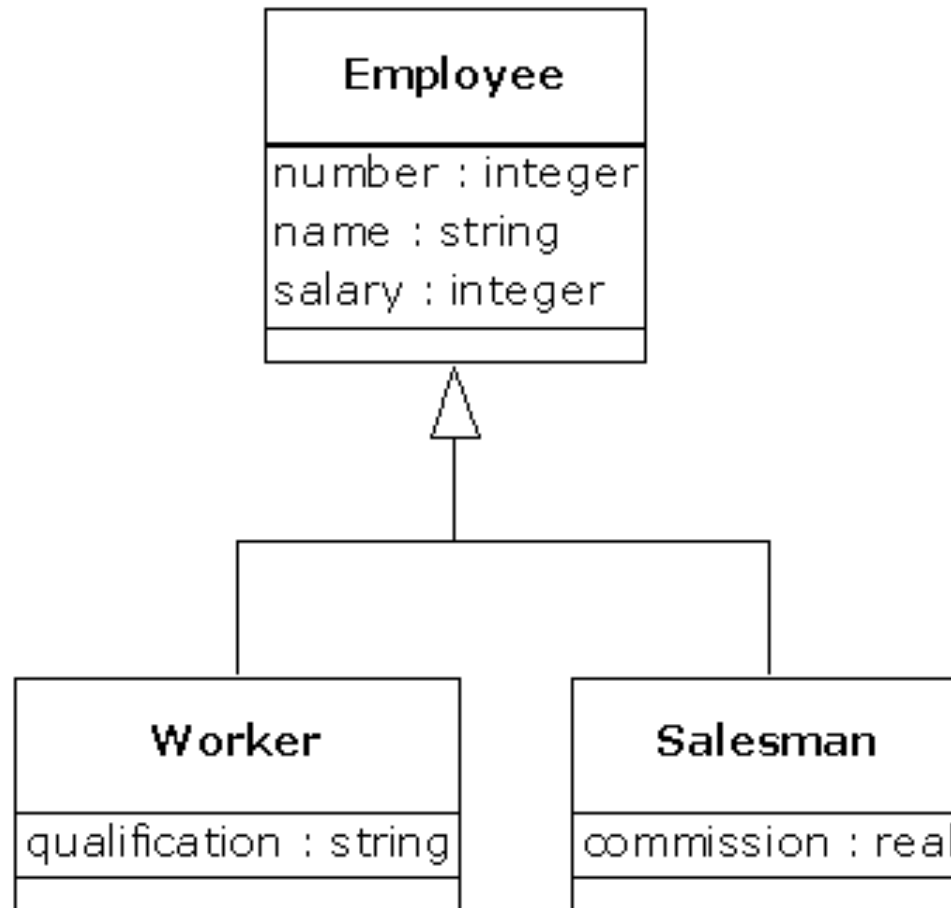 Employee
number : integer
name : string
salary : integer
Worker
qualification : string
Salesman
commission : real